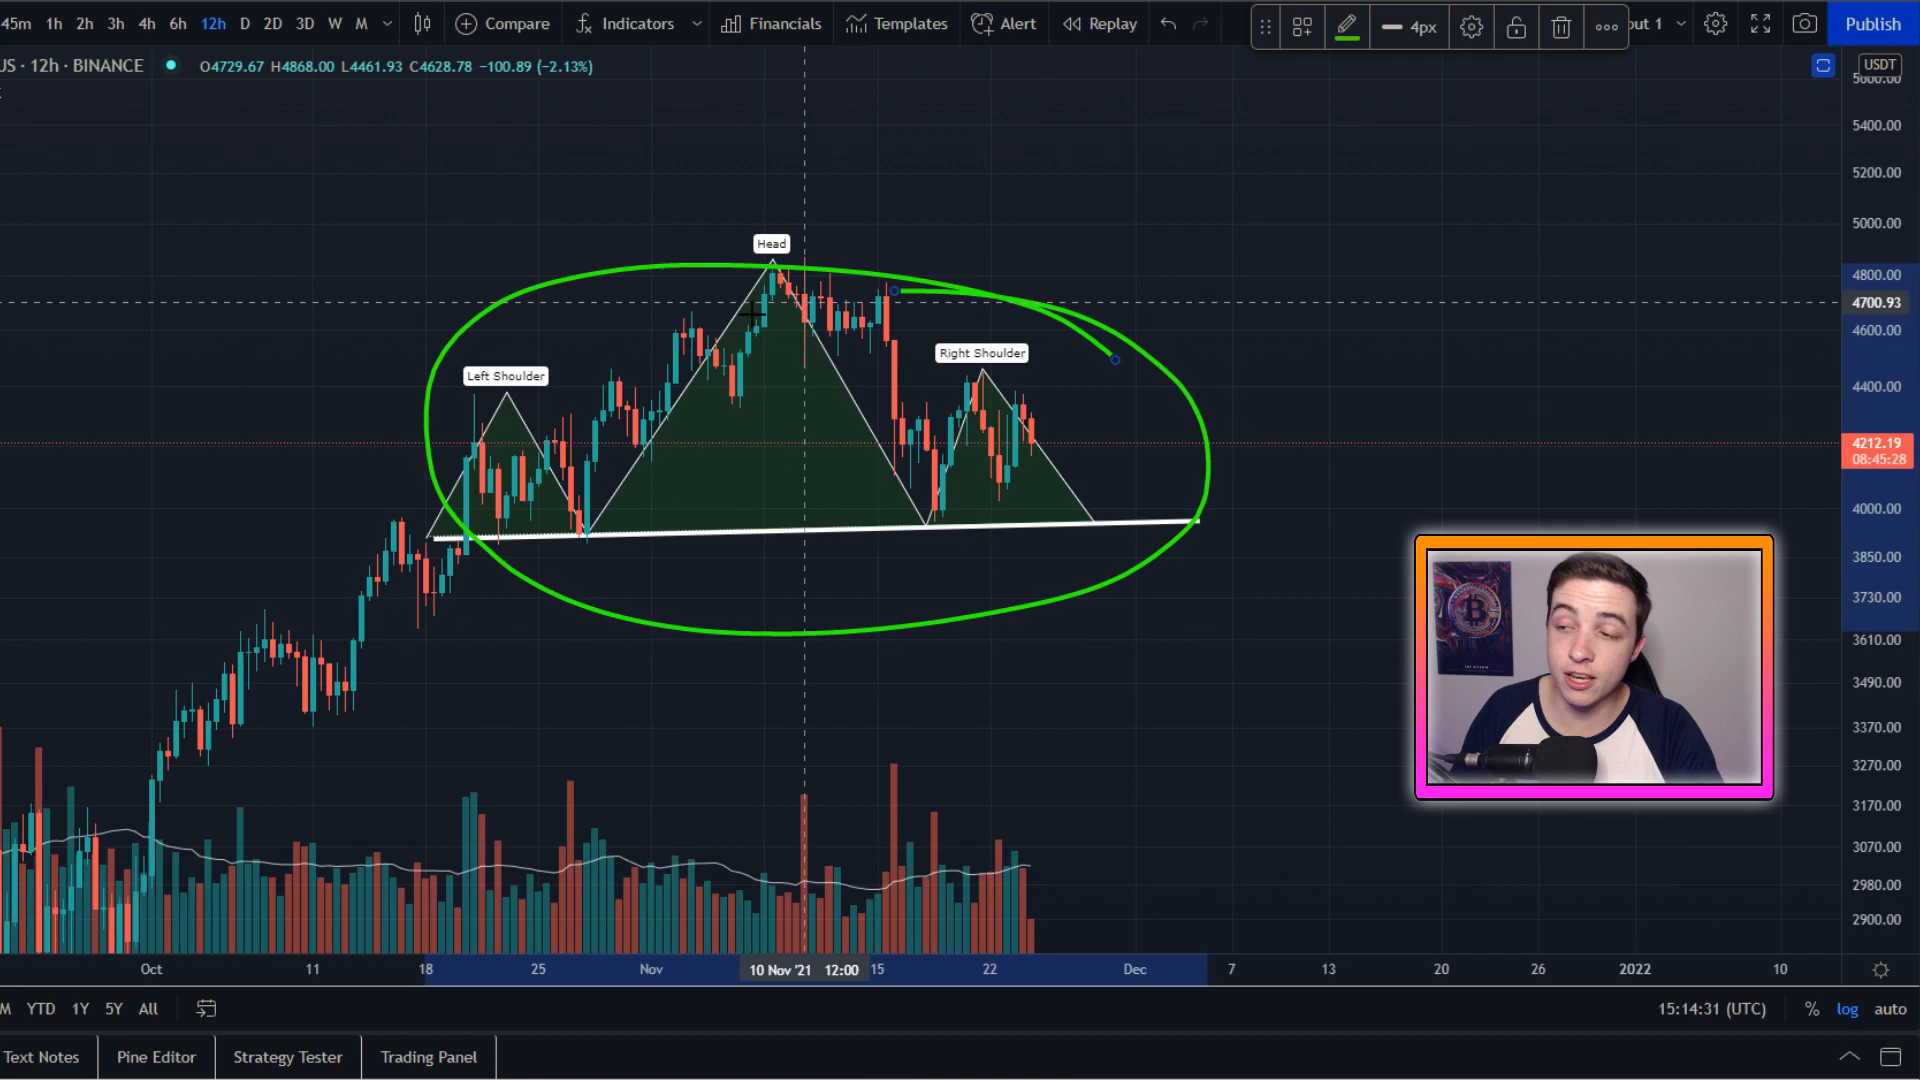 45m 1h 2h 3h 4h 6h 12h D 2D 3D W M Compare Indicators Financials Templates Alert Replay 4px out 1 Publish
US · 12h · BINANCE O4729.67 H4868.00 L4461.93 C4628.78 −100.89 (−2.13%) USDT
5600.00
5400.00
5200.00
5000.00
Head
4800.00
4700.93
4600.00
Right Shoulder
Left Shoulder
4400.00
4212.19
08:45:28
4000.00
3850.00
3730.00
3610.00
3490.00
3370.00
3270.00
3170.00
3070.00
2980.00
2900.00
Oct 11 18 25 Nov 10 Nov '21 12:00 15 22 Dec 7 13 20 26 2022 10
M YTD 1Y 5Y All 15:14:31 (UTC) % log auto
Text Notes Pine Editor Strategy Tester Trading Panel